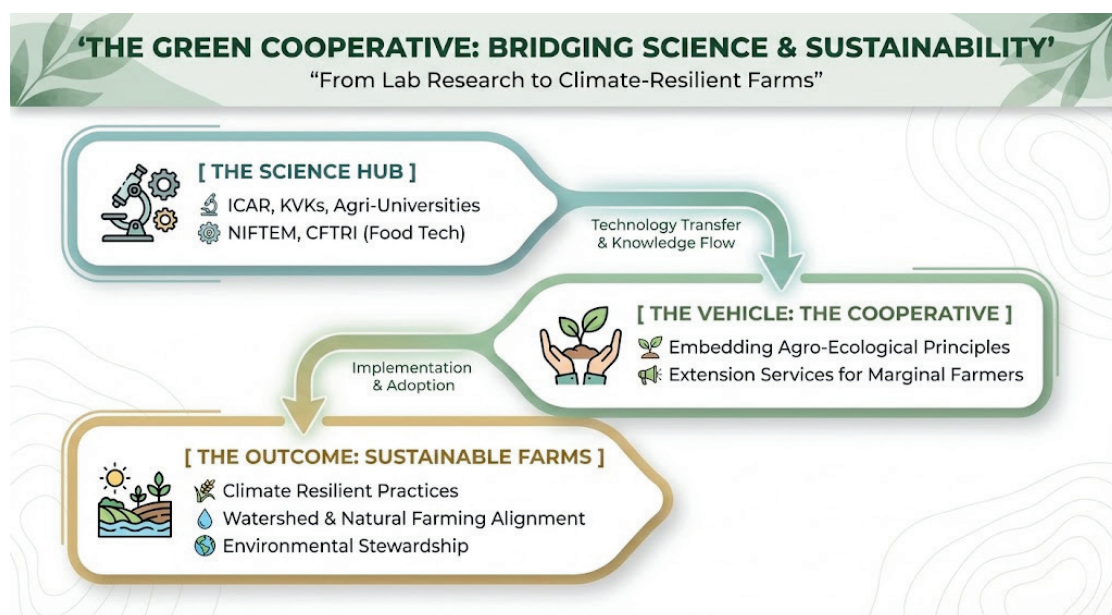 ‘THE GREEN COOPERATIVE: BRIDGING SCIENCE & SUSTAINABILITY’
“From Lab Research to Climate-Resilient Farms”
[ THE SCIENCE HUB ]
ICAR, KVKs, Agri-Universities
NIFTEM, CFTRI (Food Tech)
Technology Transfer
& Knowledge Flow
[ THE VEHICLE: THE COOPERATIVE ]
Embedding Agro-Ecological Principles
Extension Services for Marginal Farmers
Implementation
& Adoption
[ THE OUTCOME: SUSTAINABLE FARMS ]
Climate Resilient Practices
Watershed & Natural Farming Alignment
Environmental Stewardship